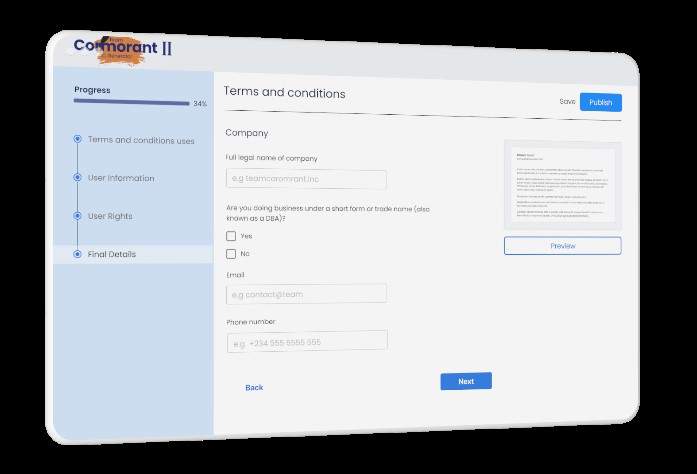 Team
Cormorant II
Generator
Progress
34%
Terms and conditions uses
User Information
User Rights
Final Details
Terms and conditions
Save
Publish
Company
Full legal name of company
e.g teamcoromrant.inc
Are you doing business under a short form or trade name (also
known as a DBA)?
Yes
No
Email
e.g contact@team
Phone number
e.g. +234 555 5555 555
Back
Next
Preview